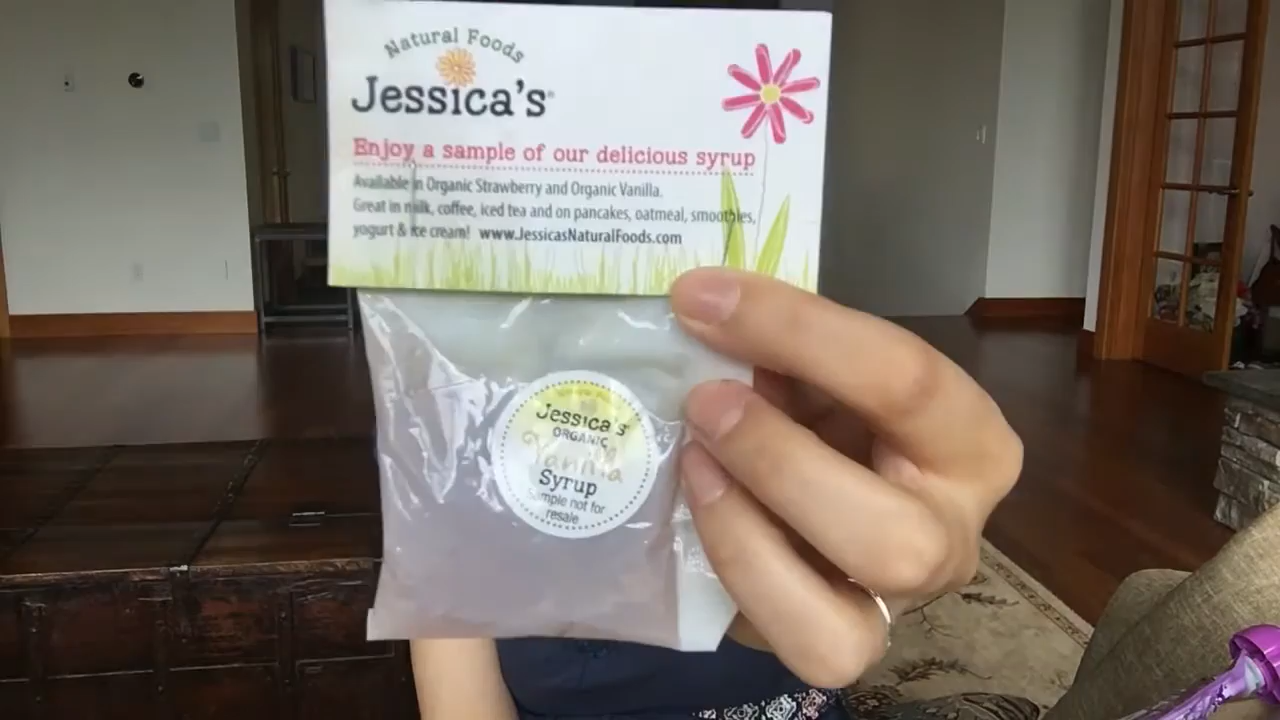 Natural Foods
Jessica's®
Enjoy a sample of our delicious syrup
Available in Organic Strawberry and Organic Vanilla.
Great in milk, coffee, iced tea and on pancakes, oatmeal, smoothies,
yogurt & ice cream! www.JessicasNaturalFoods.com
Jessica's
ORGANIC
Vanilla
Syrup
Sample not for
resale